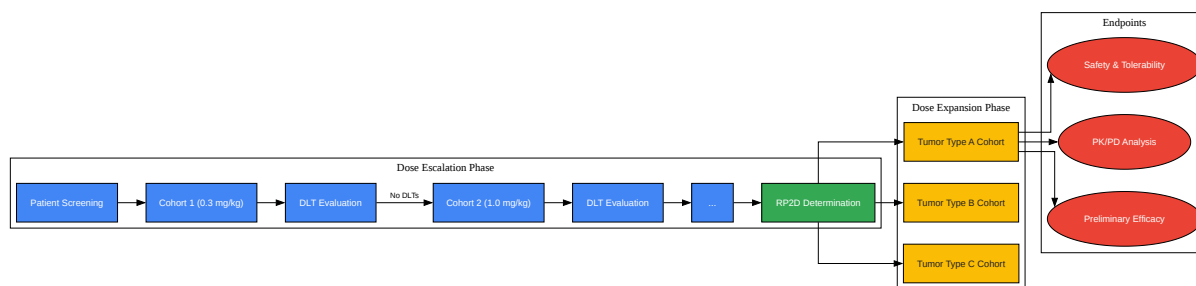 Endpoints
Safety & Tolerability
Dose Expansion Phase
Tumor Type A Cohort
PK/PD Analysis
Dose Escalation Phase
Patient Screening
Cohort 1 (0.3 mg/kg)
DLT Evaluation
No DLTs
Cohort 2 (1.0 mg/kg)
DLT Evaluation
...
RP2D Determination
Tumor Type B Cohort
Preliminary Efficacy
Tumor Type C Cohort